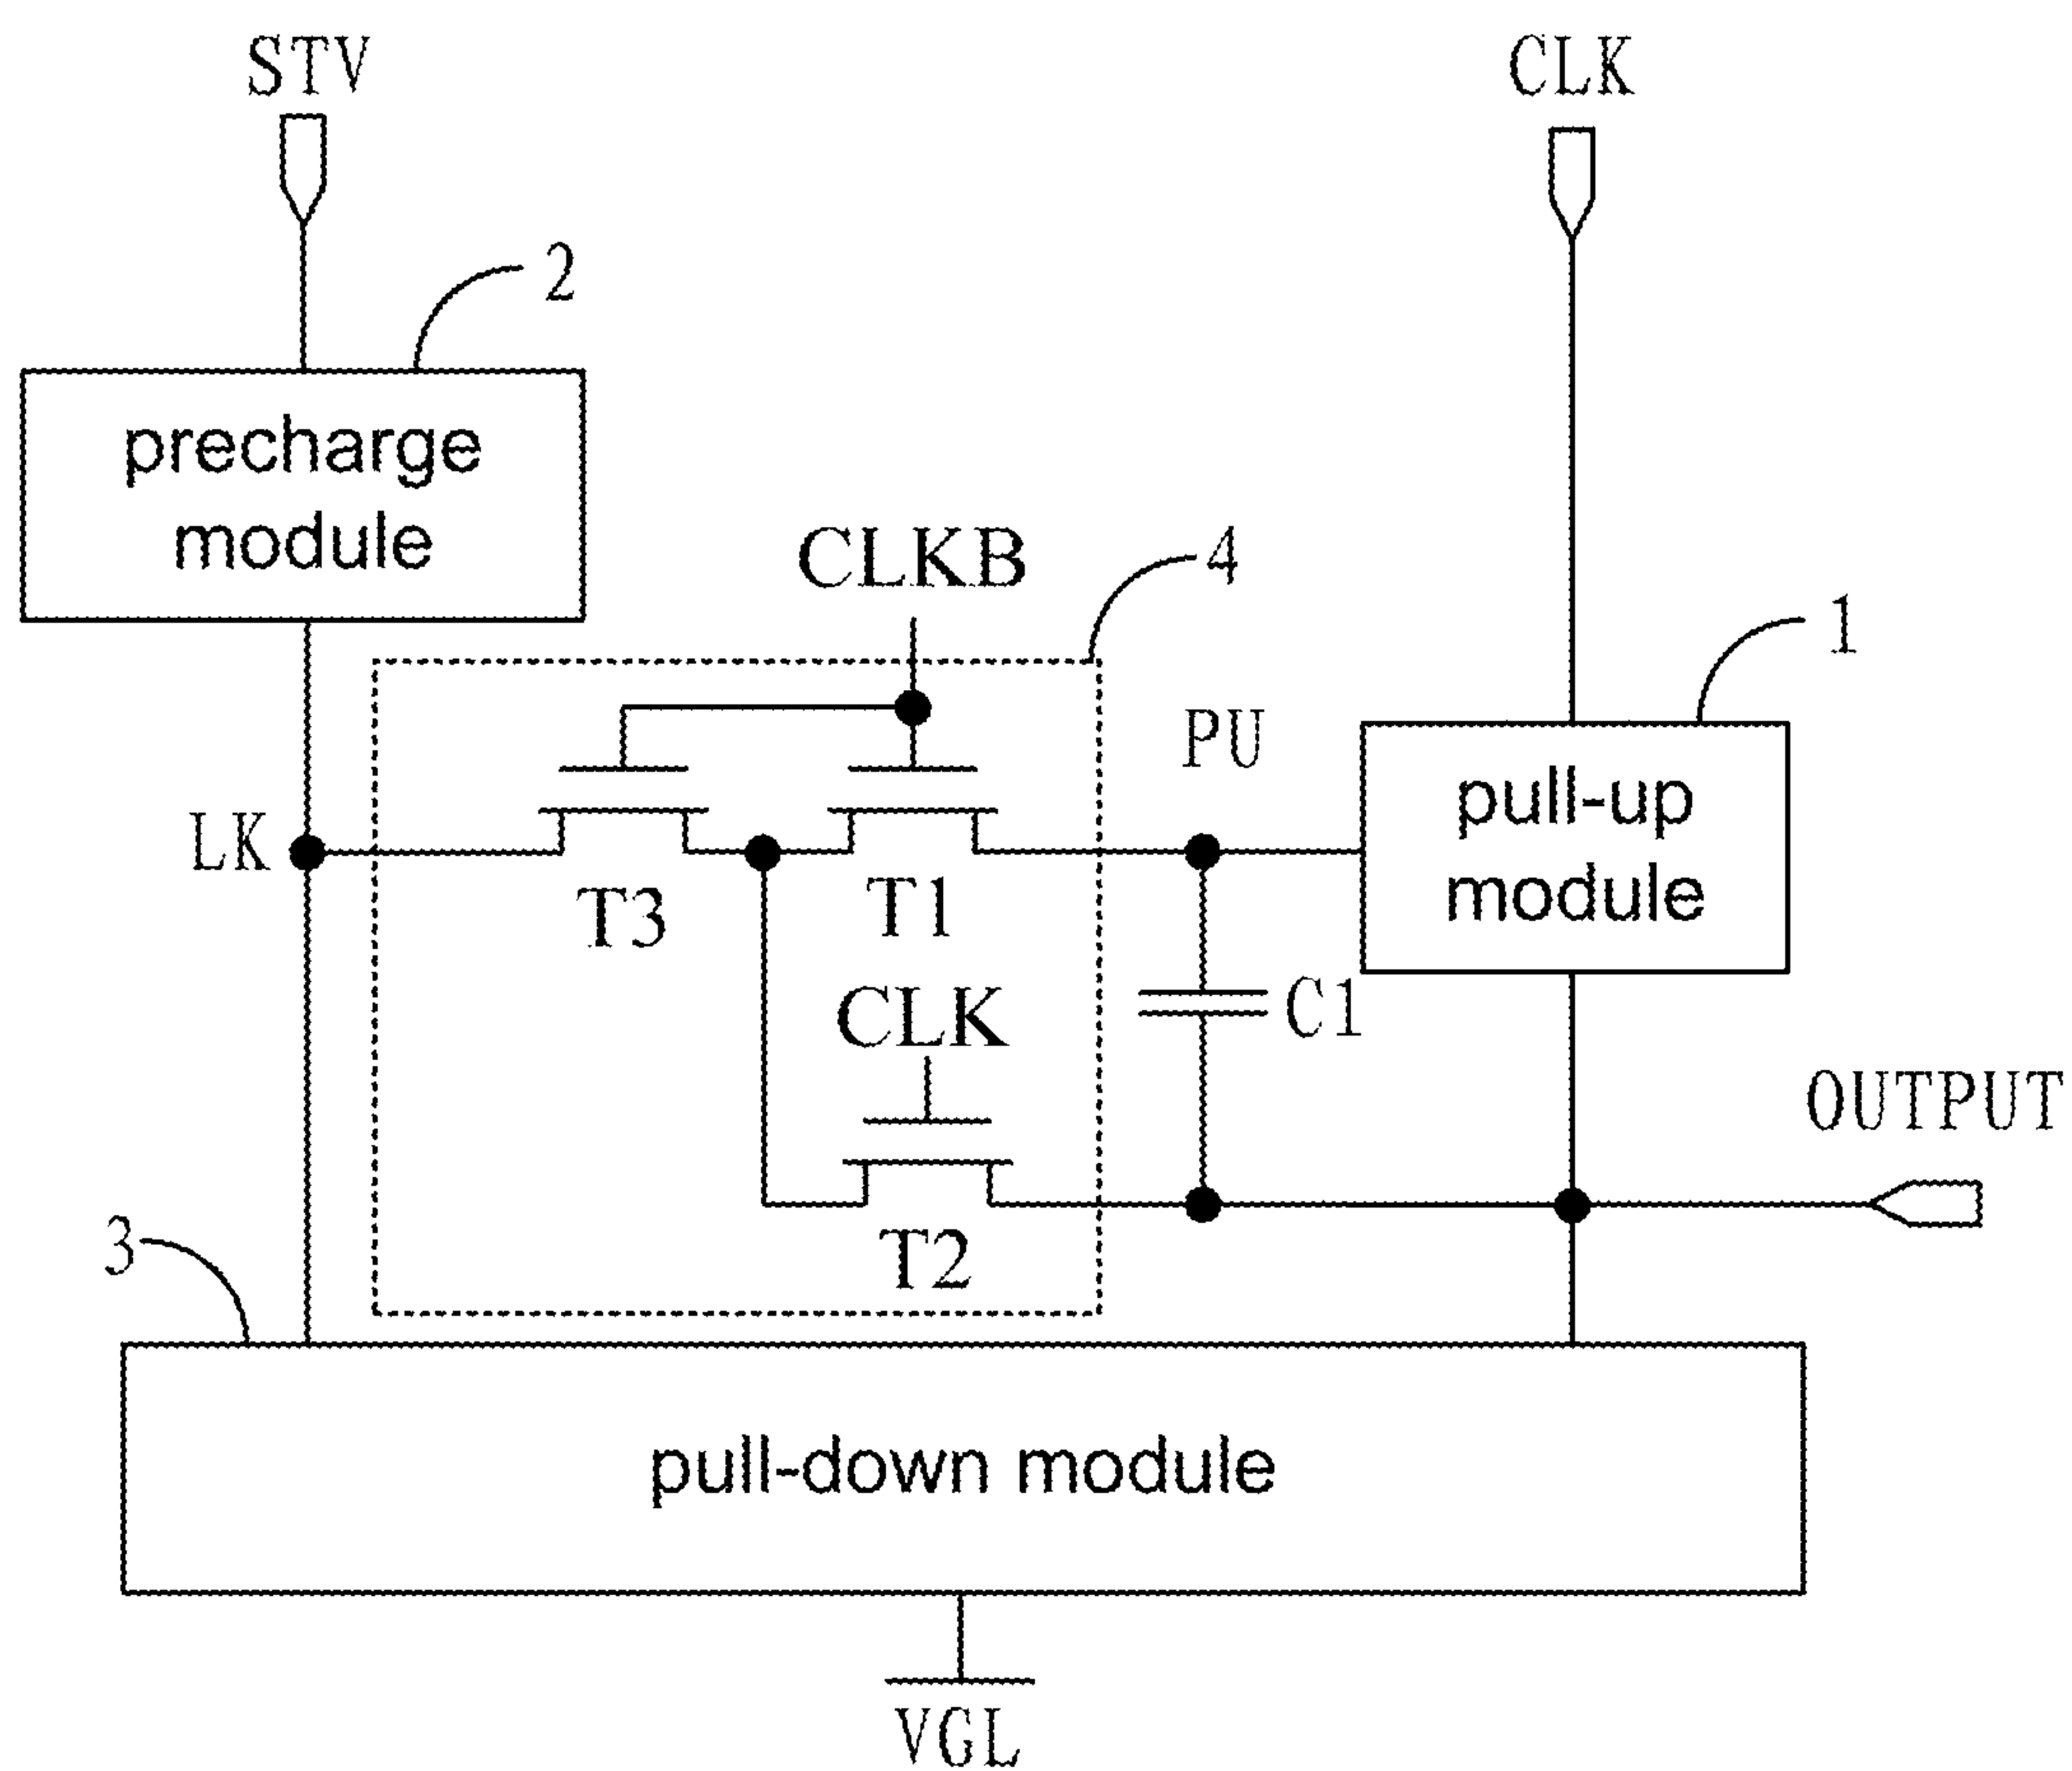 STV
CLK
2
precharge
module
CLKB
4
1
PU
pull-up
module
LK
T3
T1
CLK
C1
OUTPUT
T2
3
pull-down module
VGL